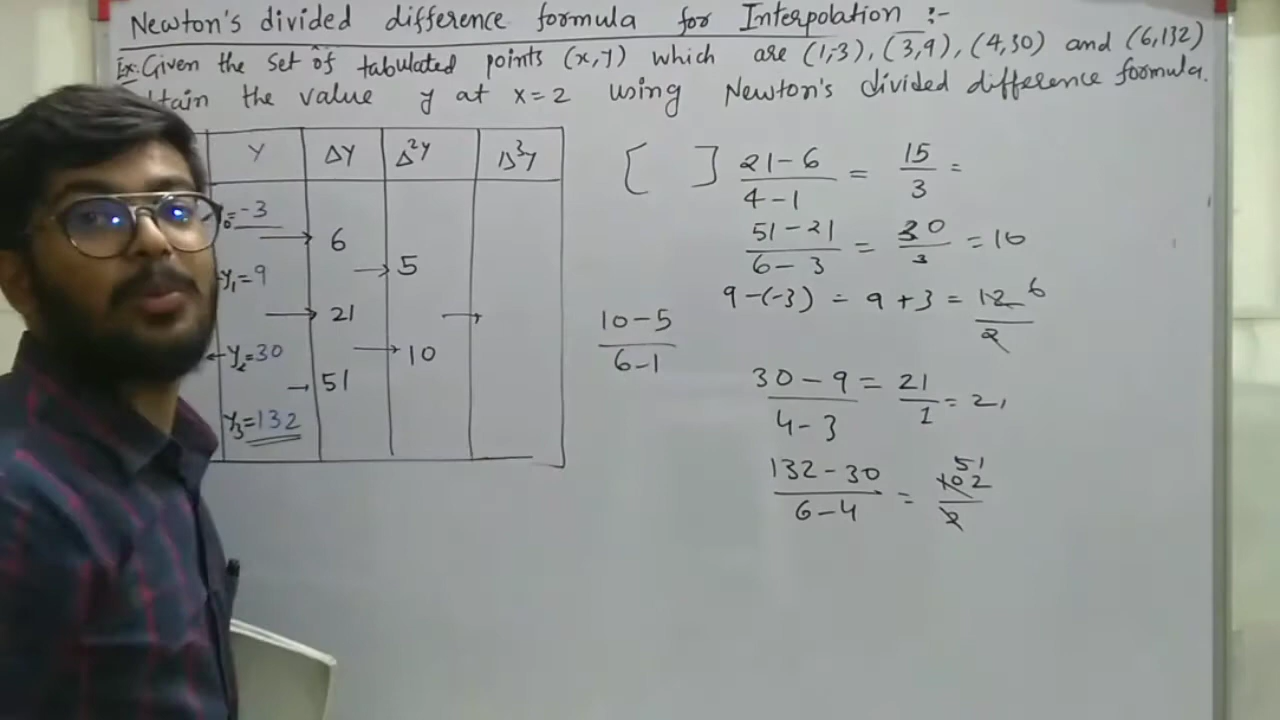 Newton's divided difference formula for Interpolation :-
Ex: Given the set of tabulated points (x,y) which are (1,-3), (3,9), (4,30) and (6,132)
the value y at x=2 using Newton's divided difference formula.
Y ΔY Δ²Y Δ³Y
=-3
6
5
Y₁=9
21
Y₂=30
10
51
Y₃=132
[ ]
21-6 / 4-1 = 15/3 =
51-21 / 6-3 = 30/3 = 10
9-(-3) = 9+3 = 12/2 6
10-5 / 6-1
30-9 / 4-3 = 21/1 = 21
132-30 / 6-4 = 102/2 51